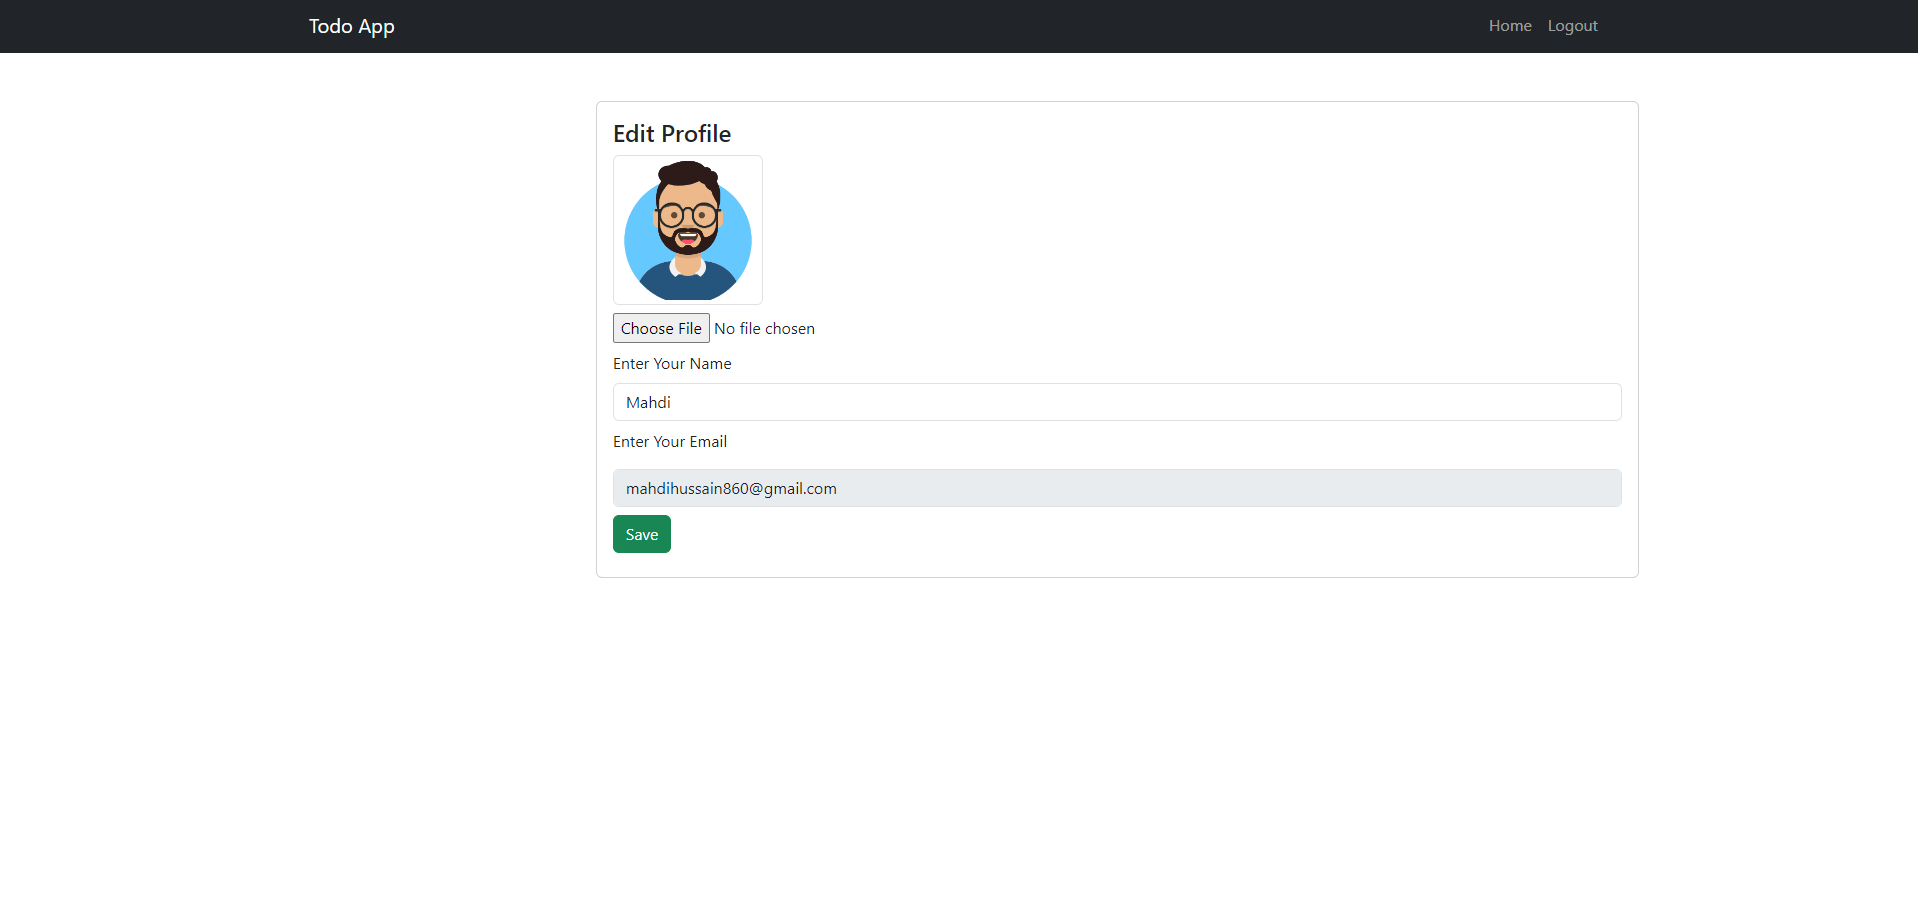 Todo App
Home Logout
Edit Profile
Choose File No file chosen
Enter Your Name
Mahdi
Enter Your Email
mahdihussain860@gmail.com
Save